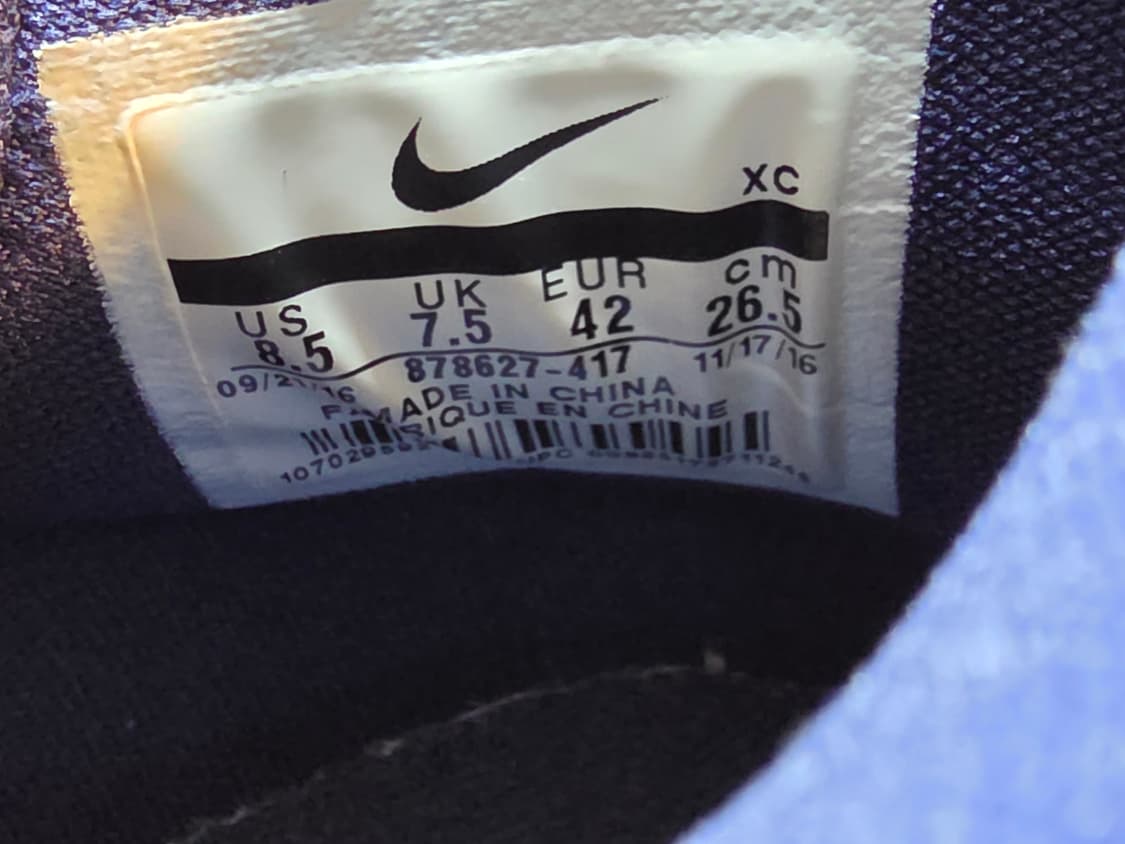 XC
US UK EUR cm
8.5 7.5 42 26.5
09/21/16 878627-417 11/17/16
MADE IN CHINA
EN CHINE
UPC